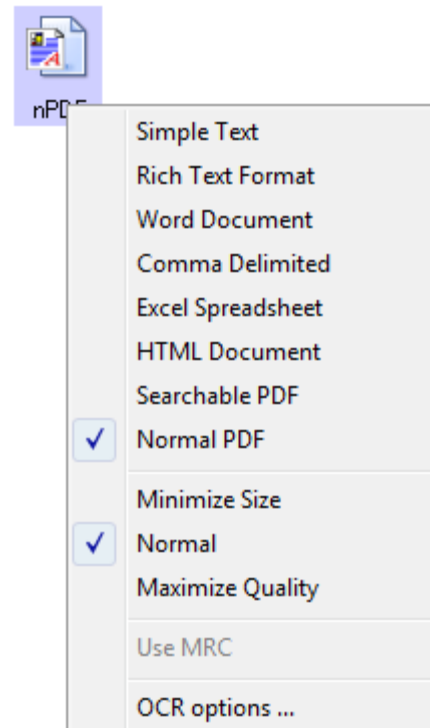 nPDF
Simple Text
Rich Text Format
Word Document
Comma Delimited
Excel Spreadsheet
HTML Document
Searchable PDF
Normal PDF
Minimize Size
Normal
Maximize Quality
Use MRC
OCR options ...